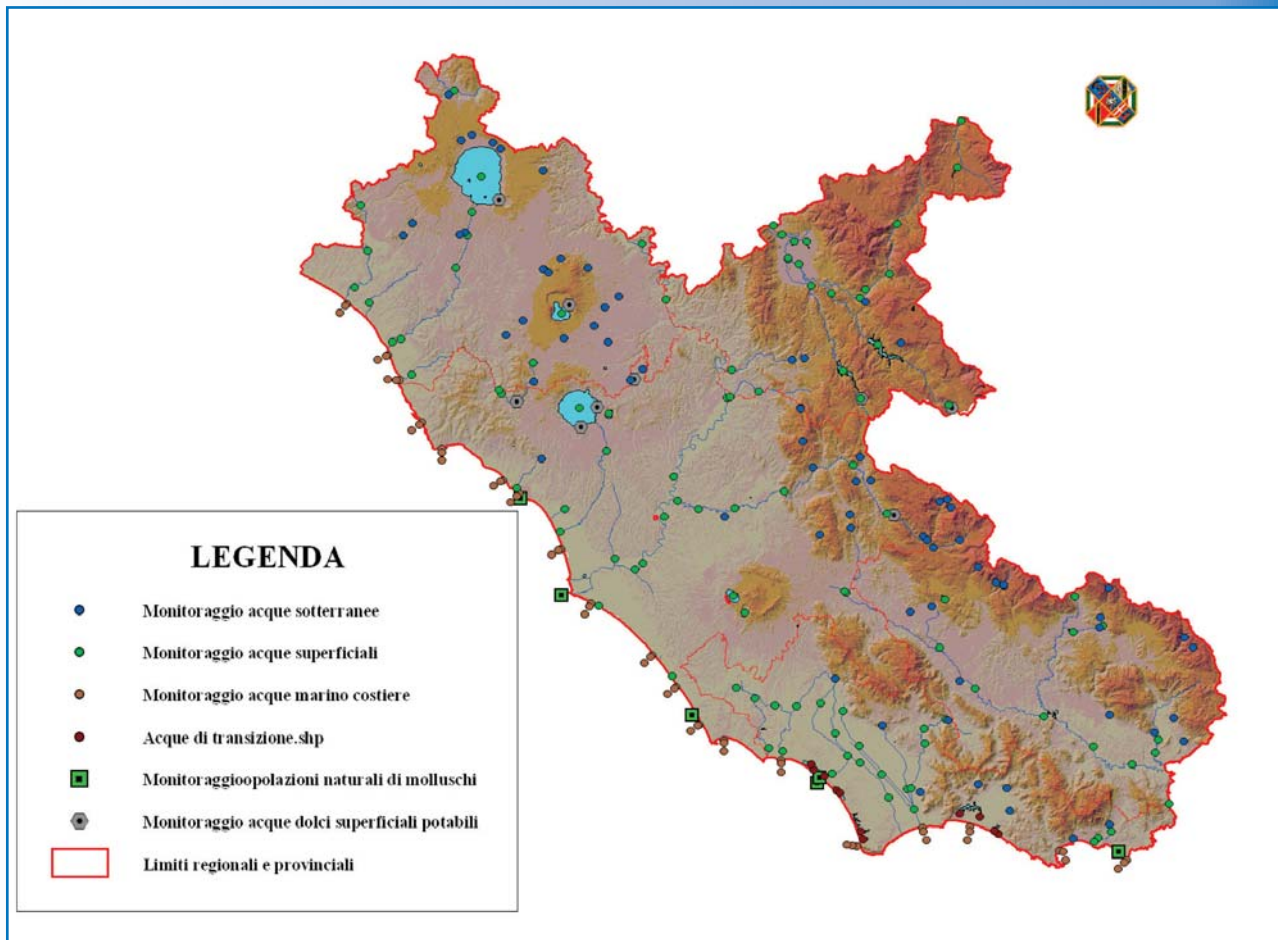 LEGENDA
Monitoraggio acque sotterranee
Monitoraggio acque superficiali
Monitoraggio acque marino costiere
Acque di transizione.shp
Monitoraggioopolazioni naturali di molluschi
Monitoraggio acque dolci superficiali potabili
Limiti regionali e provinciali